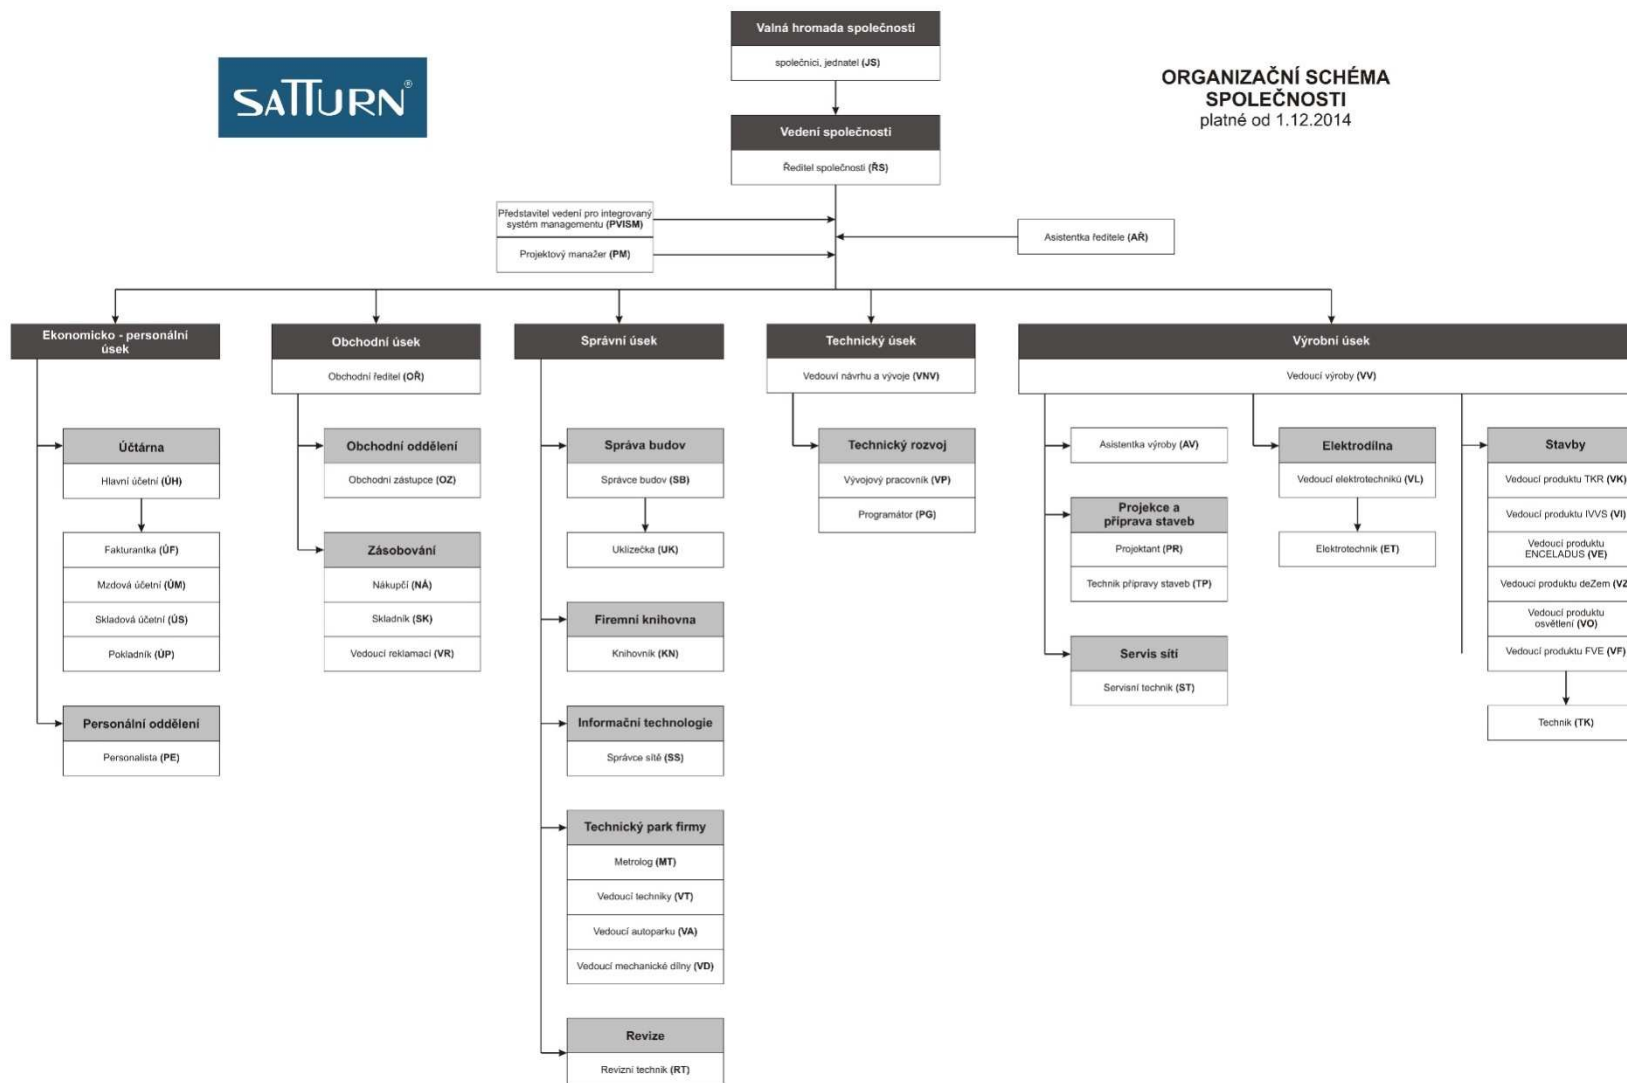 Valná hromada společnosti
společníci, jednatel (JS)
SATTURN®
ORGANIZAČNÍ SCHÉMA
SPOLEČNOSTI
platné od 1.12.2014
Vedení společnosti
Ředitel společnosti (ŘS)
Představitel vedení pro integrovaný
systém managementu (PVISM)
Projektový manažer (PM)
Asistentka ředitele (AŘ)
Ekonomicko - personální
úsek
Účtárna
Hlavní účetní (ÚH)
Fakturantka (ÚF)
Mzdová účetní (ÚM)
Skladová účetní (ÚS)
Pokladník (ÚP)
Personální oddělení
Personalista (PE)
Obchodní úsek
Obchodní ředitel (OŘ)
Obchodní oddělení
Obchodní zástupce (OZ)
Zásobování
Nákupčí (NÁ)
Skladník (SK)
Vedoucí reklamací (VR)
Správní úsek
Správa budov
Správce budov (SB)
Uklízečka (UK)
Firemní knihovna
Knihovník (KN)
Informační technologie
Správce sítě (SS)
Technický park firmy
Metrolog (MT)
Vedoucí techniky (VT)
Vedoucí autoparku (VA)
Vedoucí mechanické dílny (VD)
Revize
Revizní technik (RT)
Technický úsek
Vedouví návrhu a vývoje (VNV)
Technický rozvoj
Vývojový pracovník (VP)
Programátor (PG)
Výrobní úsek
Vedoucí výroby (VV)
Asistentka výroby (AV)
Projekce a
příprava staveb
Projektant (PR)
Technik přípravy staveb (TP)
Servis sítí
Servisní technik (ST)
Elektrodílna
Vedoucí elektrotechniků (VL)
Elektrotechnik (ET)
Stavby
Vedoucí produktu TKR (VK)
Vedoucí produktu IVVS (VI)
Vedoucí produktu
ENCELADUS (VE)
Vedoucí produktu deZem (VZ
Vedoucí produktu
osvětlení (VO)
Vedoucí produktu FVE (VF)
Technik (TK)